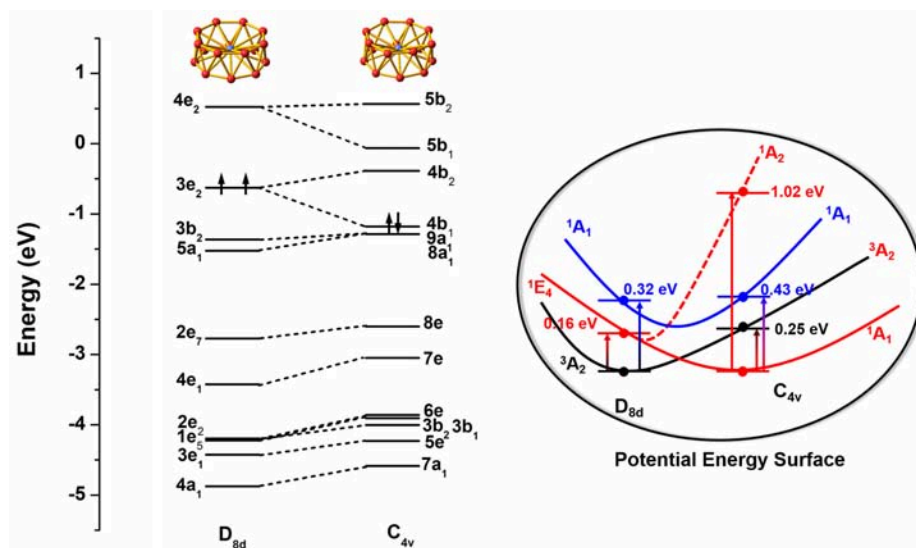 Energy (eV)
1
0
-1
-2
-3
-4
-5
4e₂
3e₂
3b₂
5a₁
2e₇
4e₁
2e₂
1e₅
3e₁
4a₁
D₈d
5b₂
5b₁
4b₂
4b₁
9a₁
8a₁
8e
7e
6e
3b₂ 3b₁
5e
7a₁
C₄ᵥ
¹A₂
1.02 eV
¹A₁
¹A₁
³A₂
¹E₄
0.32 eV
0.43 eV
0.16 eV
0.25 eV
¹A₁
³A₂
D₈d
C₄ᵥ
Potential Energy Surface